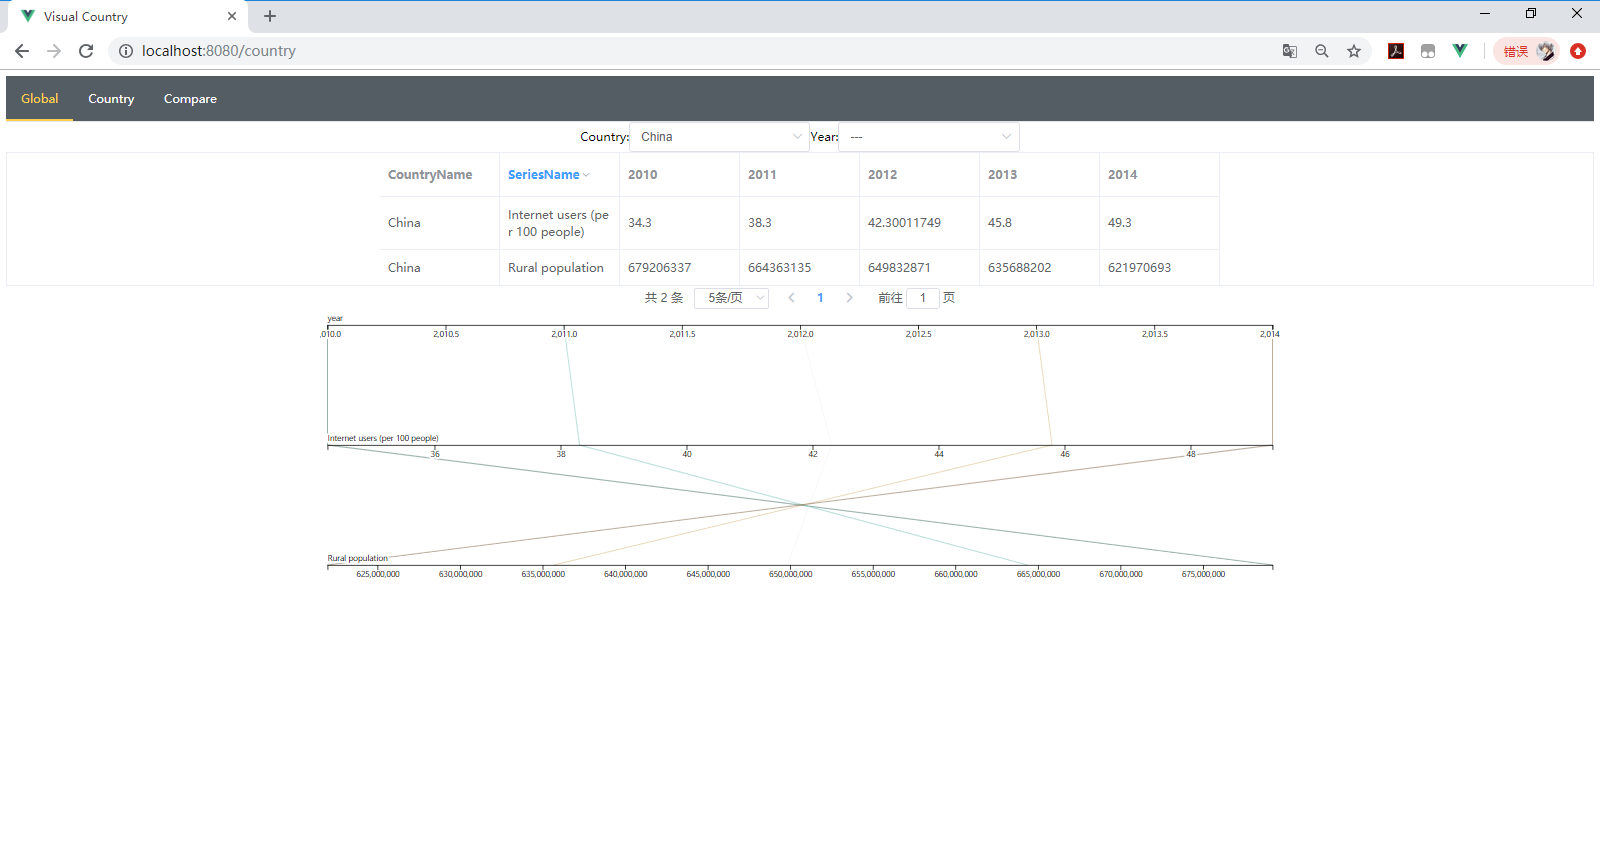 Visual Country
localhost:8080/country
错误
Global Country Compare
Country: China Year: ---
CountryName SeriesName 2010 2011 2012 2013 2014
China Internet users (per 100 people) 34.3 38.3 42.30011749 45.8 49.3
China Rural population 679206337 664363135 649832871 635688202 621970693
共 2 条 5条/页 1 前往 1 页
year
,010.0 2,010.5 2,011.0 2,011.5 2,012.0 2,012.5 2,013.0 2,013.5 2,014
Internet users (per 100 people)
36 38 40 42 44 46 48
Rural population
625,000,000 630,000,000 635,000,000 640,000,000 645,000,000 650,000,000 655,000,000 660,000,000 665,000,000 670,000,000 675,000,000